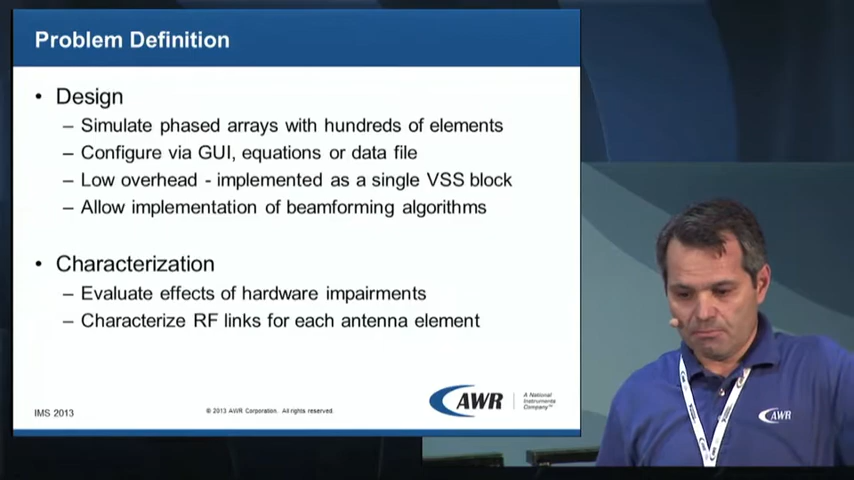 Problem Definition
• Design
– Simulate phased arrays with hundreds of elements
– Configure via GUI, equations or data file
– Low overhead - implemented as a single VSS block
– Allow implementation of beamforming algorithms
• Characterization
– Evaluate effects of hardware impairments
– Characterize RF links for each antenna element
IMS 2013
© 2013 AWR Corporation. All rights reserved.
AWR
A National
Instruments
Company™
AWR